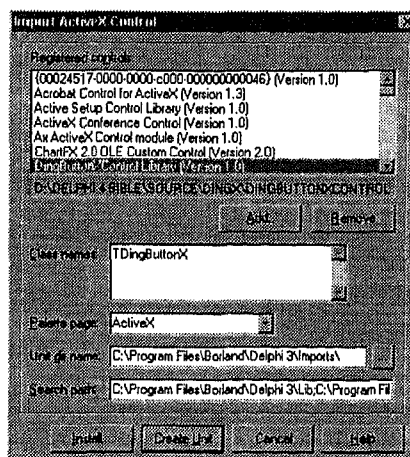 Import ActiveX Control
Registered controls
{00024517-0000-0000-c000-000000000046} (Version 1.0)
Acrobat Control for ActiveX (Version 1.3)
Active Setup Control Library (Version 1.0)
ActiveX Conference Control (Version 1.0)
Ax ActiveX Control module (Version 1.0)
ChartFX 2.0 OLE Custom Control (Version 2.0)
DingButtonX Control Library (Version 1.0)
D:\DELPHI 4 BIBLE\SOURCE\DINGX\DINGBUTTONXCONTROL
Add... Remove
Class names: TDingButtonX
Palette page: ActiveX
Unit dir name: C:\Program Files\Borland\Delphi 3\Imports\ ...
Search path: C:\Program Files\Borland\Delphi 3\Lib;C:\Program Fil
Install Create Unit Cancel Help